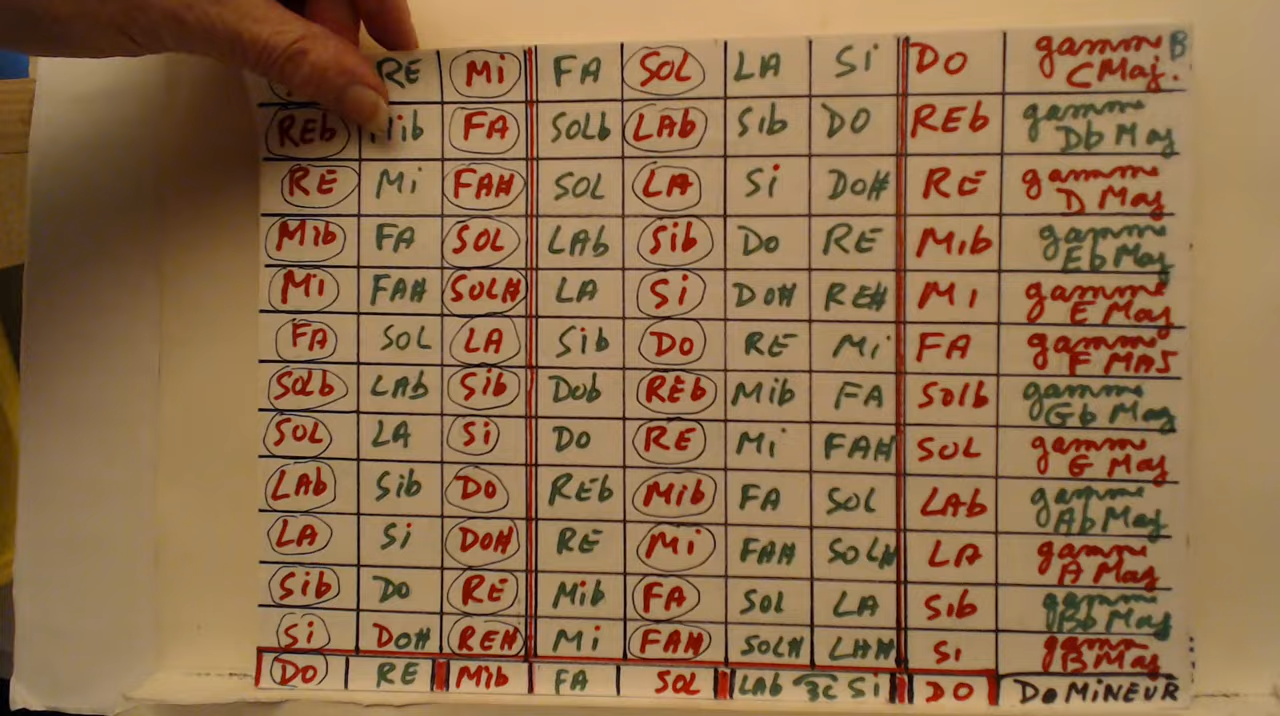 RE Mi FA SOL LA Si DO gamme B
C Maj.
REb Mib FA SOLb LAb Sib DO REb gamme
Db Maj
RE Mi FA# SOL LA Si DO# RE gamme
D Maj
Mib FA SOL LAb Sib Do RE Mib gamme
Eb Maj
Mi FA# SOL# LA Si DO# RE# Mi gamme
E Maj
FA SOL LA Sib Do RE Mi FA gamme
F MAJ
SOLb LAb Sib Dob REb Mib FA SOlb gamme
Gb Maj
SOL LA Si DO RE Mi FA# SOL gamme
G Maj
LAb Sib Do REb Mib FA SOL LAb gamme
Ab Maj
LA Si DO# RE Mi FA# SOL# LA gamme
A Maj
Sib Do RE Mib FA SOL LA Sib gamme
Bb Maj
Si DO# RE# Mi FA# SOL# LA# Si gamm
B Maj
DO RE Mib FA SOL LAb Si DO DO MiNEUR